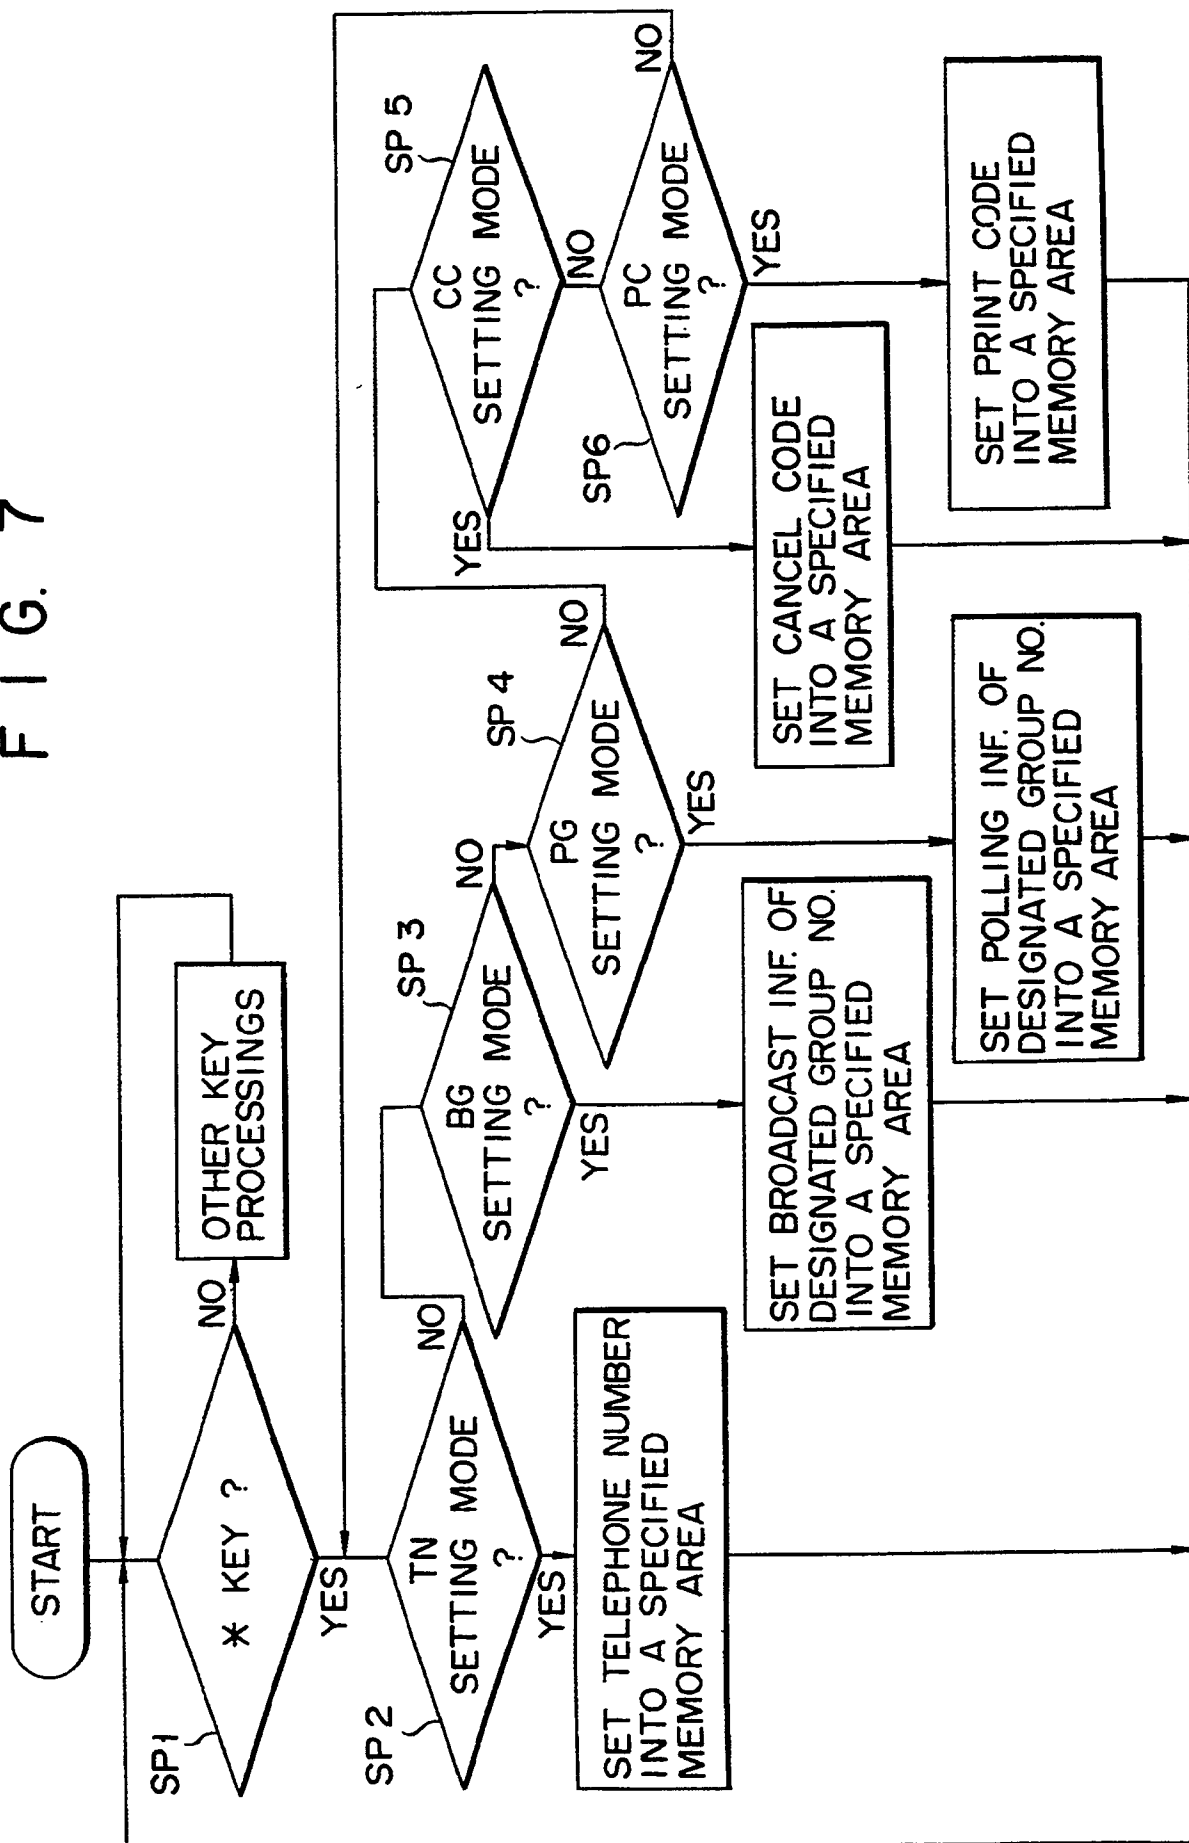 FIG. 7
START
SP1
* KEY ?
NO
OTHER KEY
PROCESSINGS
YES
SP2
TN
SETTING MODE
?
NO
YES
SET TELEPHONE NUMBER
INTO A SPECIFIED
MEMORY AREA
SP3
BG
SETTING MODE
?
NO
YES
SET BROADCAST INF. OF
DESIGNATED GROUP NO.
INTO A SPECIFIED
MEMORY AREA
SP4
PG
SETTING MODE
?
NO
YES
SET POLLING INF. OF
DESIGNATED GROUP NO.
INTO A SPECIFIED
MEMORY AREA
SP5
CC
SETTING MODE
?
YES
NO
SET CANCEL CODE
INTO A SPECIFIED
MEMORY AREA
SP6
PC
SETTING MODE
?
NO
YES
SET PRINT CODE
INTO A SPECIFIED
MEMORY AREA